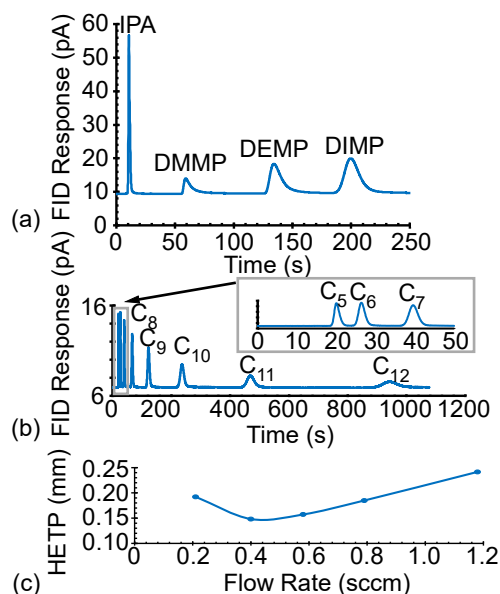 FID Response (pA)
60
50
40
30
20
10
0
IPA
DMMP
DEMP
DIMP
0 50 100 150 200 250
Time (s)
(a)
FID Response (pA)
16
6
C8
C9
C10
C11
C12
C5 C6 C7
0 10 20 30 40 50
0 200 400 600 800 1000 1200
Time (s)
(b)
HETP (mm)
0.25
0.20
0.15
0.10
0 0.2 0.4 0.6 0.8 1.0 1.2
Flow Rate (sccm)
(c)